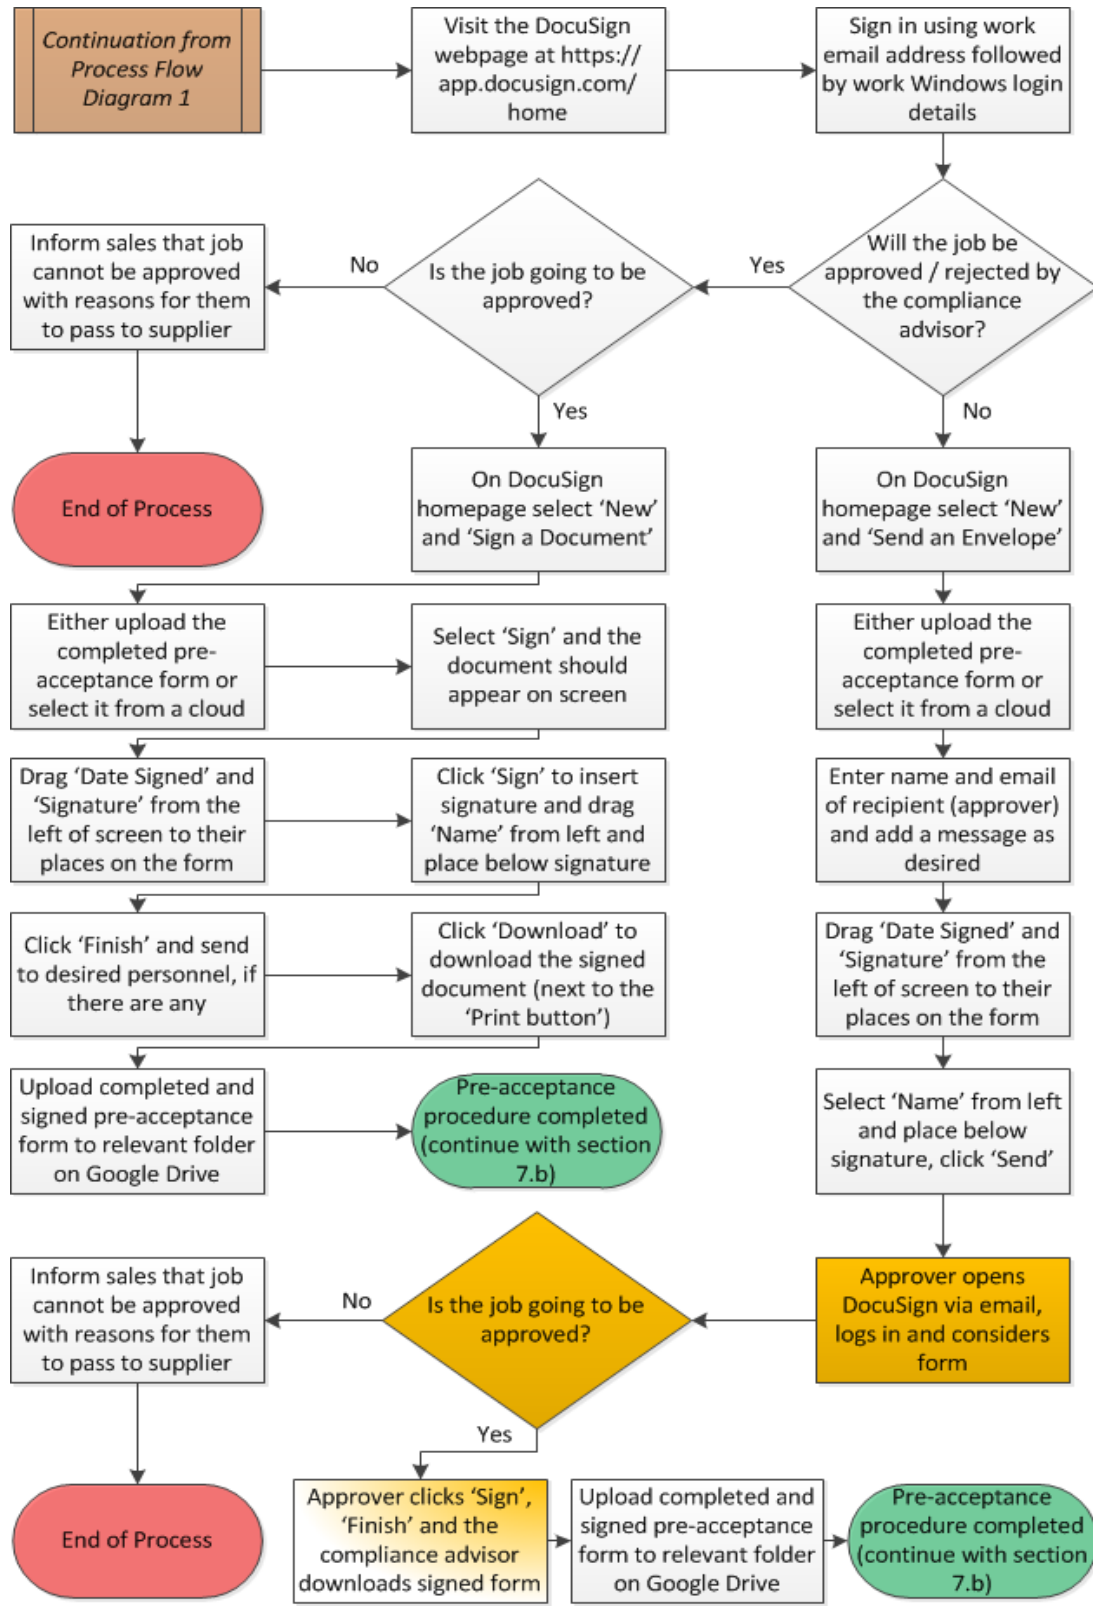 Continuation from
Process Flow
Diagram 1
Visit the DocuSign
webpage at https://
app.docusign.com/
home
Sign in using work
email address followed
by work Windows login
details
Inform sales that job
cannot be approved
with reasons for them
to pass to supplier
No
Is the job going to be
approved?
Yes
Will the job be
approved / rejected by
the compliance
advisor?
Yes
No
End of Process
On DocuSign
homepage select ‘New’
and ‘Sign a Document’
On DocuSign
homepage select ‘New’
and ‘Send an Envelope’
Either upload the
completed pre-
acceptance form or
select it from a cloud
Select ‘Sign’ and the
document should
appear on screen
Either upload the
completed pre-
acceptance form or
select it from a cloud
Drag ‘Date Signed’ and
‘Signature’ from the
left of screen to their
places on the form
Click ‘Sign’ to insert
signature and drag
‘Name’ from left and
place below signature
Enter name and email
of recipient (approver)
and add a message as
desired
Click ‘Finish’ and send
to desired personnel, if
there are any
Click ‘Download’ to
download the signed
document (next to the
‘Print button’)
Drag ‘Date Signed’ and
‘Signature’ from the
left of screen to their
places on the form
Upload completed and
signed pre-acceptance
form to relevant folder
on Google Drive
Pre-acceptance
procedure completed
(continue with section
7.b)
Select ‘Name’ from left
and place below
signature, click ‘Send’
Inform sales that job
cannot be approved
with reasons for them
to pass to supplier
No
Is the job going to be
approved?
Approver opens
DocuSign via email,
logs in and considers
form
Yes
End of Process
Approver clicks ‘Sign’,
‘Finish’ and the
compliance advisor
downloads signed form
Upload completed and
signed pre-acceptance
form to relevant folder
on Google Drive
Pre-acceptance
procedure completed
(continue with section
7.b)